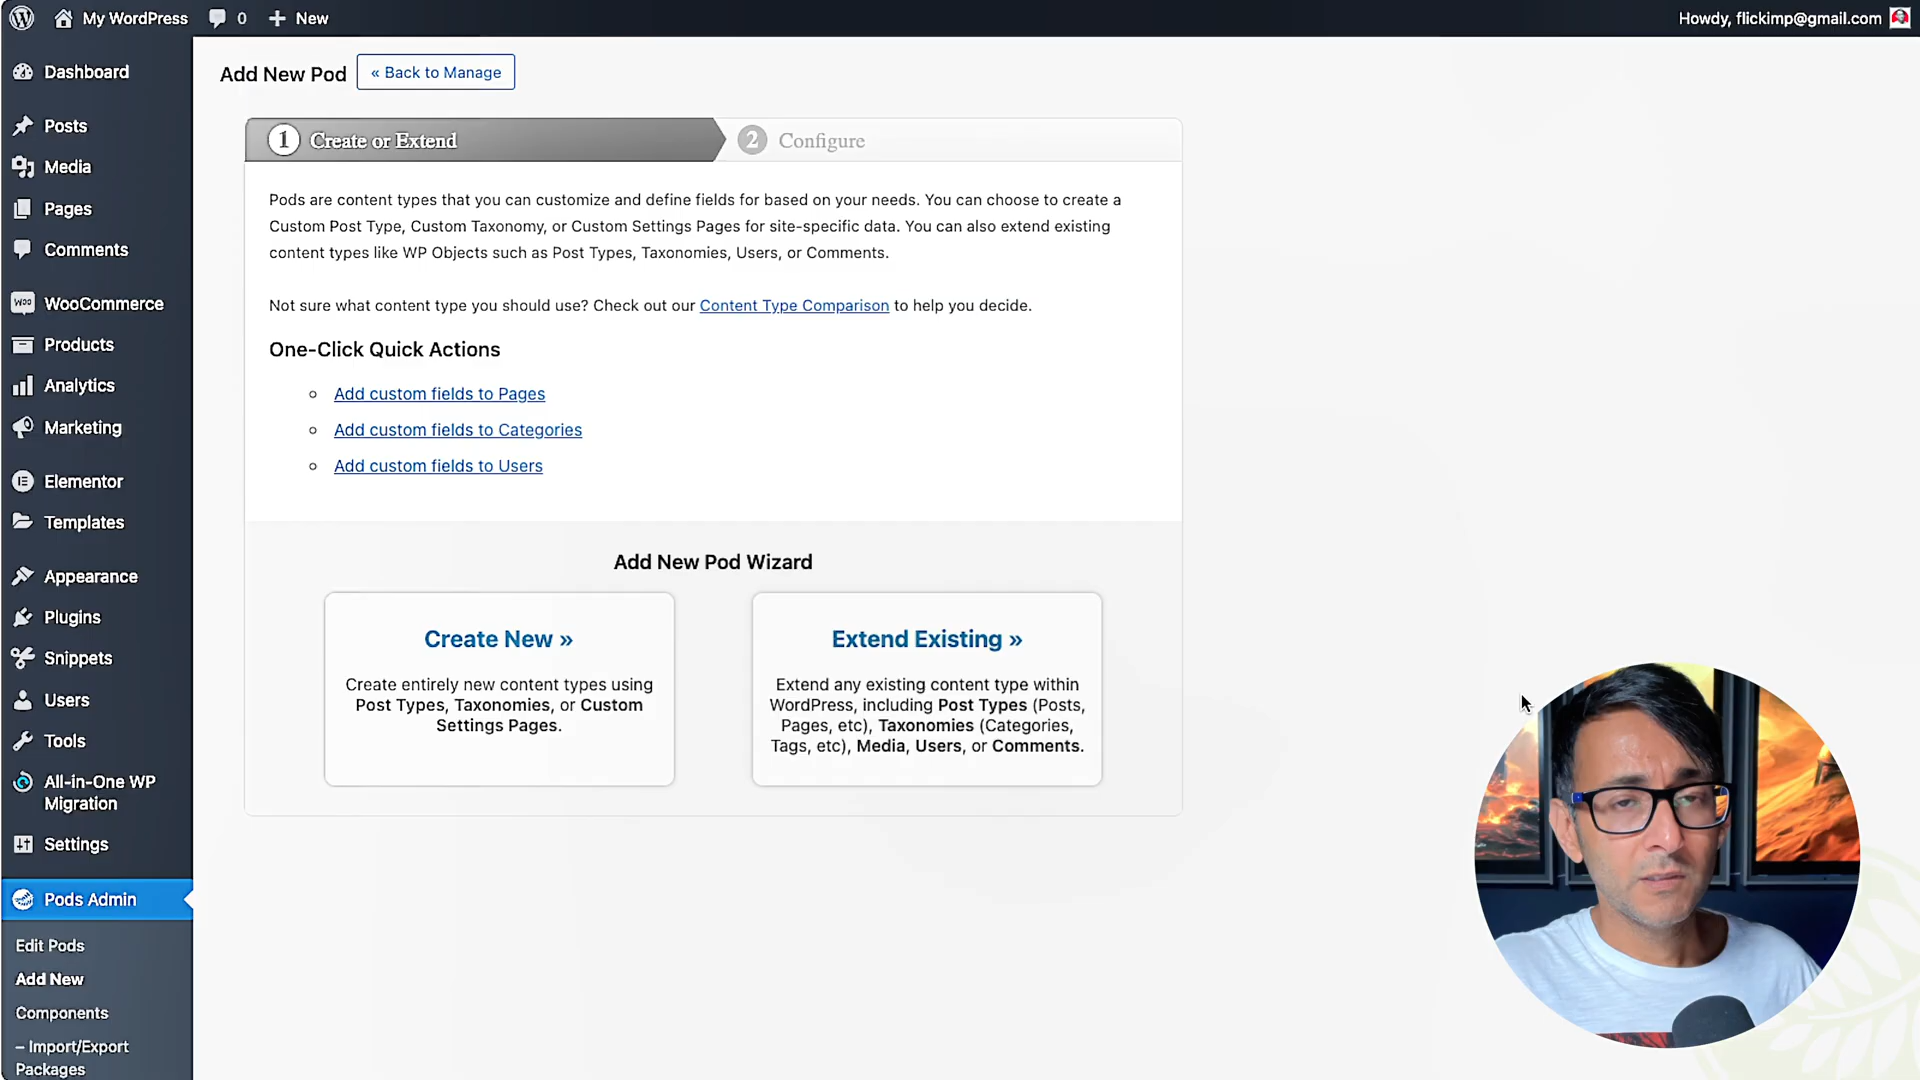 My WordPress
0
New
Howdy, flickimp@gmail.com
Dashboard
Posts
Media
Pages
Comments
WOO
WooCommerce
Products
Analytics
Marketing
Elementor
Templates
Appearance
Plugins
Snippets
Users
Tools
All-in-One WP
Migration
Settings
Pods Admin
Edit Pods
Add New
Components
– Import/Export
Packages
Add New Pod
« Back to Manage
1 Create or Extend
2 Configure
Pods are content types that you can customize and define fields for based on your needs. You can choose to create a
Custom Post Type, Custom Taxonomy, or Custom Settings Pages for site-specific data. You can also extend existing
content types like WP Objects such as Post Types, Taxonomies, Users, or Comments.
Not sure what content type you should use? Check out our Content Type Comparison to help you decide.
One-Click Quick Actions
Add custom fields to Pages
Add custom fields to Categories
Add custom fields to Users
Add New Pod Wizard
Create New »
Create entirely new content types using
Post Types, Taxonomies, or Custom
Settings Pages.
Extend Existing »
Extend any existing content type within
WordPress, including Post Types (Posts,
Pages, etc), Taxonomies (Categories,
Tags, etc), Media, Users, or Comments.